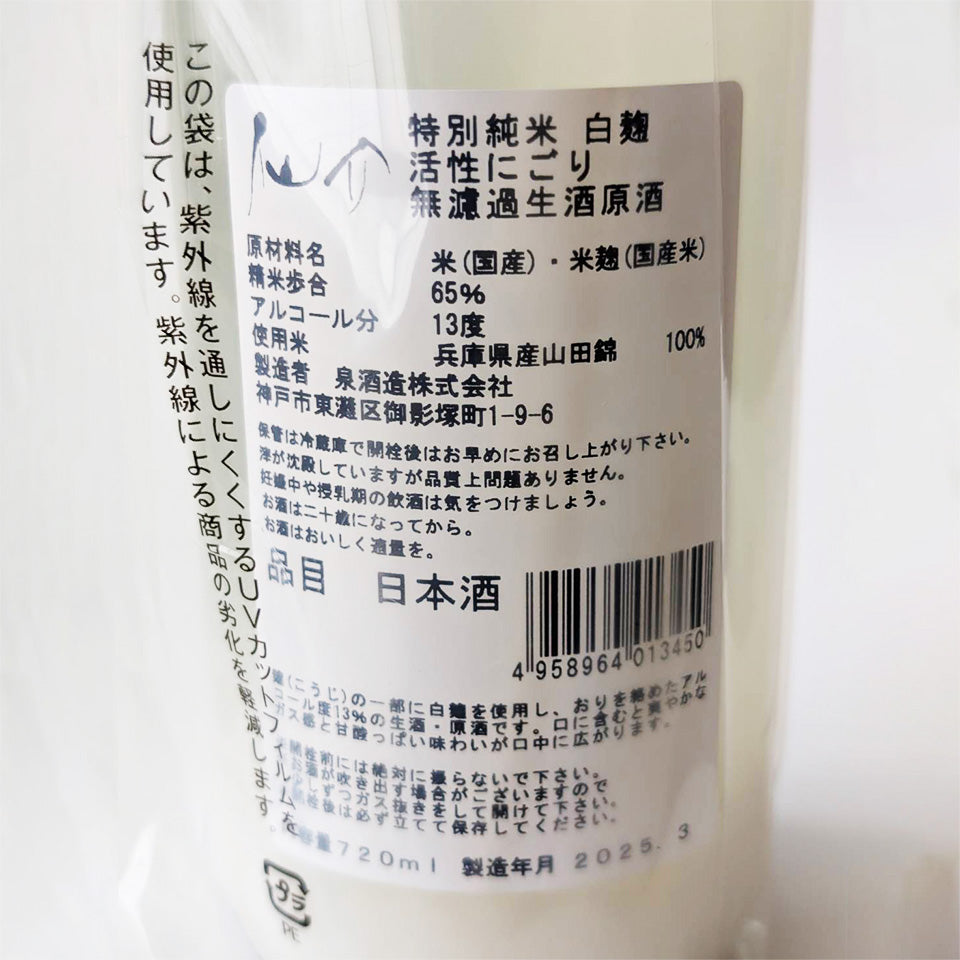 この袋は、紫外線を通しにくくするUVカットフィルムを
使用しています。紫外線による商品の劣化を軽減します。
仙介
特別純米 白麹
活性にごり
無濾過生酒原酒
原材料名 米(国産)・米麹(国産米)
精米歩合 65%
アルコール分 13度
使用米 兵庫県産山田錦 100%
製造者 泉酒造株式会社
神戸市東灘区御影塚町1-9-6
保管は冷蔵庫で開栓後はお早めにお召し上がり下さい。
滓が沈殿していますが品質上問題ありません。
妊娠中や授乳期の飲酒は気をつけましょう。
お酒は二十歳になってから。
お酒はおいしく適量を。
品目 日本酒
4 958964 013450
麹(こうじ)の一部に白麹を使用し、おりを絡めたアル
コール度13%の生酒・原酒です。口に含むと爽やかな
ガス感と甘酸っぱい味わいが口中に広がります。
開栓前には絶対に振らないで下さい。
お酒が吹き出す場合がございますので
少しずつガス抜きをして開けて下さい。
開栓後は必ず立てて保存してください。
容量720ml 製造年月 2025. 3
プラ
PE